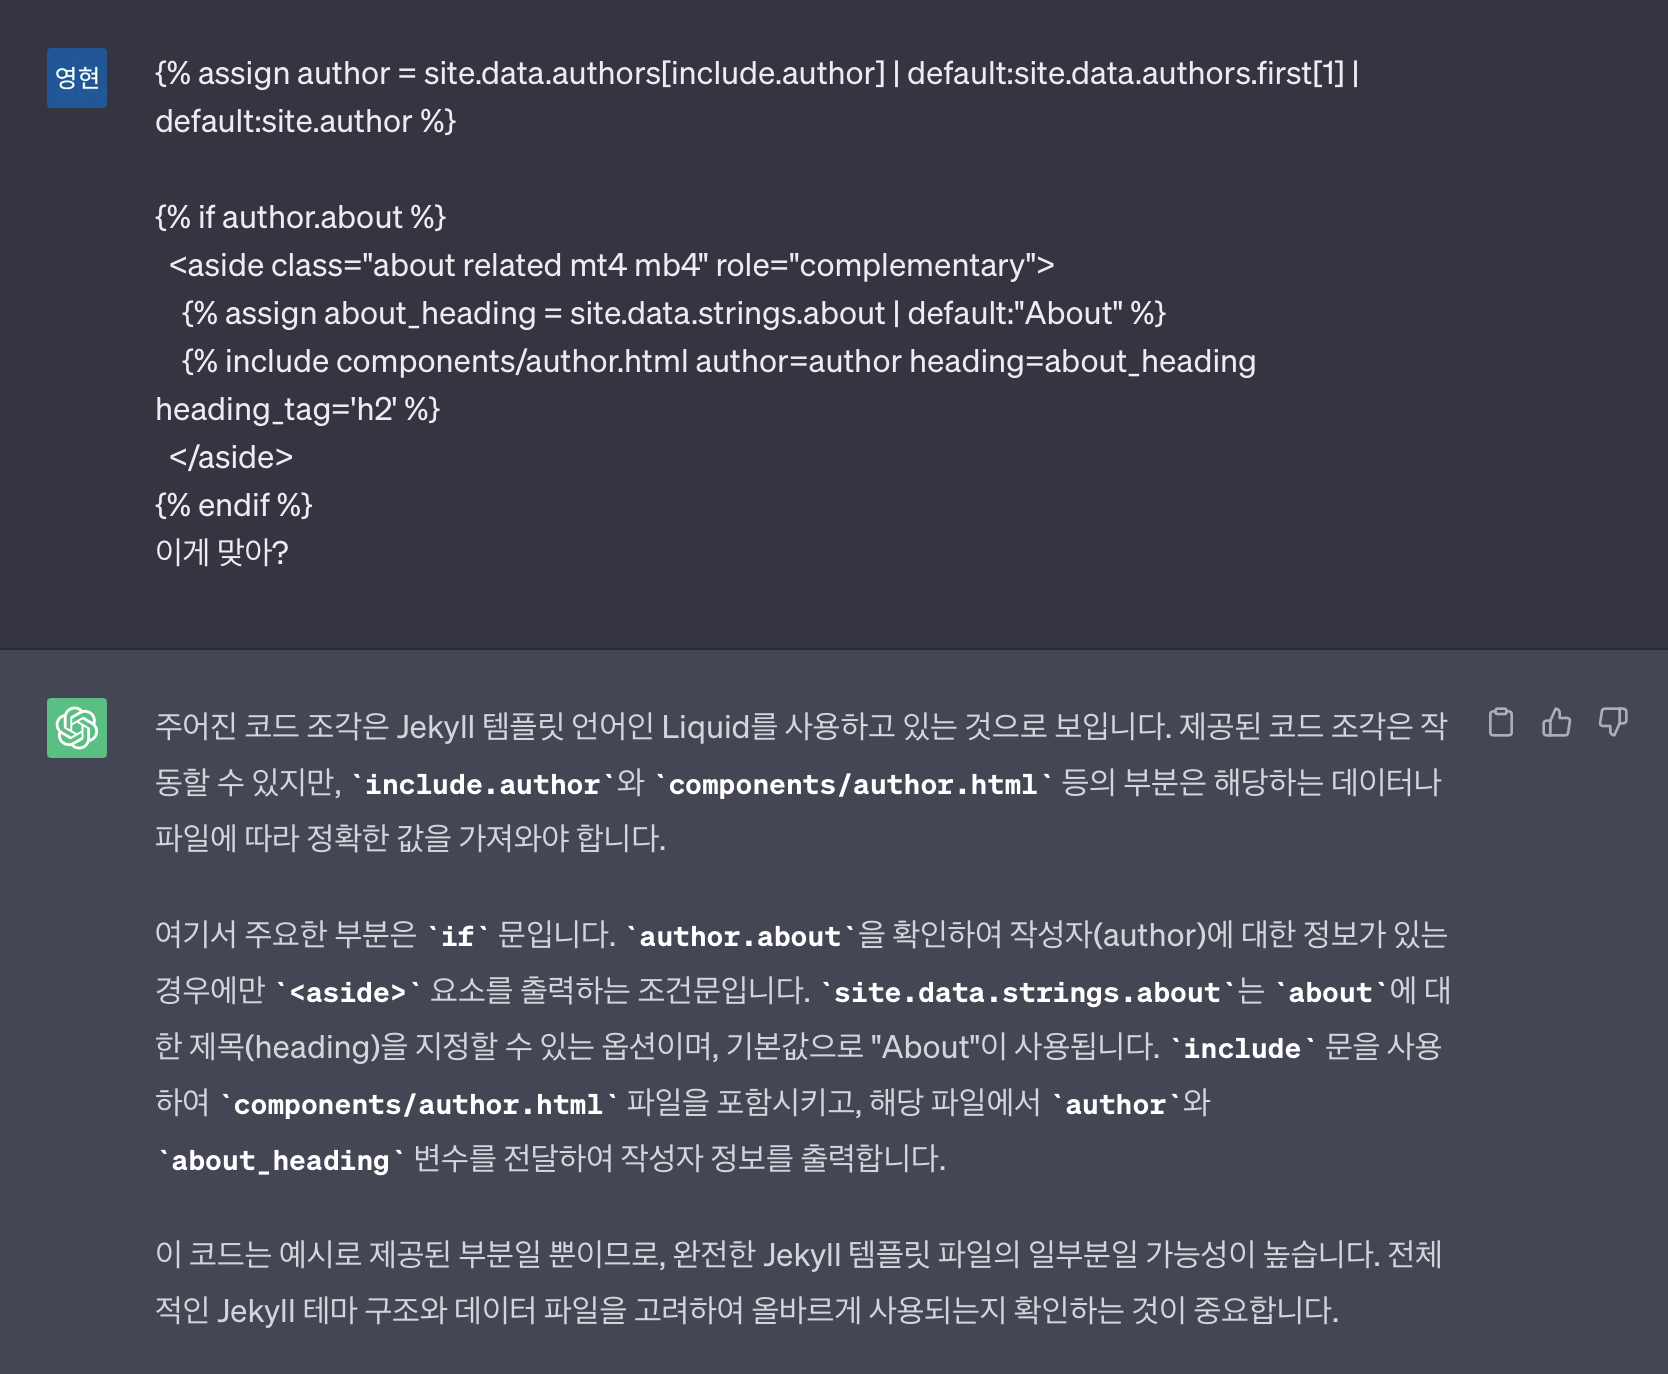 영현
{% assign author = site.data.authors[include.author] | default:site.data.authors.first[1] |
default:site.author %}
{% if author.about %}
<aside class="about related mt4 mb4" role="complementary">
{% assign about_heading = site.data.strings.about | default:"About" %}
{% include components/author.html author=author heading=about_heading
heading_tag='h2' %}
</aside>
{% endif %}
이게 맞아?
주어진 코드 조각은 Jekyll 템플릿 언어인 Liquid를 사용하고 있는 것으로 보입니다. 제공된 코드 조각은 작
동할 수 있지만, `include.author`와 `components/author.html` 등의 부분은 해당하는 데이터나
파일에 따라 정확한 값을 가져와야 합니다.
여기서 주요한 부분은 `if` 문입니다. `author.about`을 확인하여 작성자(author)에 대한 정보가 있는
경우에만 `<aside>` 요소를 출력하는 조건문입니다. `site.data.strings.about`는 `about`에 대
한 제목(heading)을 지정할 수 있는 옵션이며, 기본값으로 "About"이 사용됩니다. `include` 문을 사용
하여 `components/author.html` 파일을 포함시키고, 해당 파일에서 `author`와
`about_heading` 변수를 전달하여 작성자 정보를 출력합니다.
이 코드는 예시로 제공된 부분일 뿐이므로, 완전한 Jekyll 템플릿 파일의 일부분일 가능성이 높습니다. 전체
적인 Jekyll 테마 구조와 데이터 파일을 고려하여 올바르게 사용되는지 확인하는 것이 중요합니다.